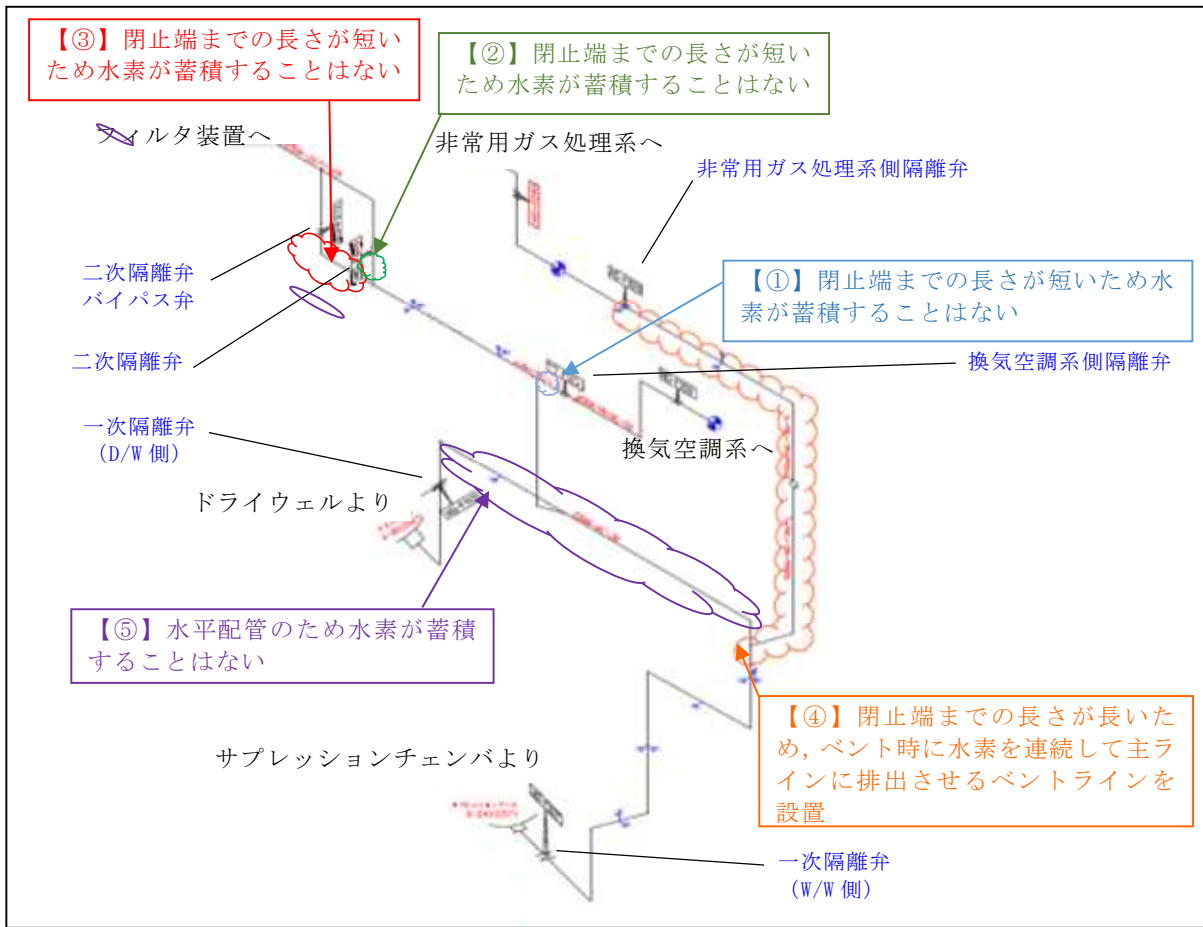 【③】閉止端までの長さが短い
ため水素が蓄積することはない
【②】閉止端までの長さが短い
ため水素が蓄積することはない
フィルタ装置へ
非常用ガス処理系へ
非常用ガス処理系側隔離弁
二次隔離弁
バイパス弁
【①】閉止端までの長さが短いため水
素が蓄積することはない
二次隔離弁
換気空調系側隔離弁
一次隔離弁
(D/W 側)
換気空調系へ
ドライウェルより
【⑤】水平配管のため水素が蓄積
することはない
【④】閉止端までの長さが長いた
め，ベント時に水素を連続して主ラ
インに排出させるベントラインを
設置
サプレッションチェンバより
一次隔離弁
(W/W 側)